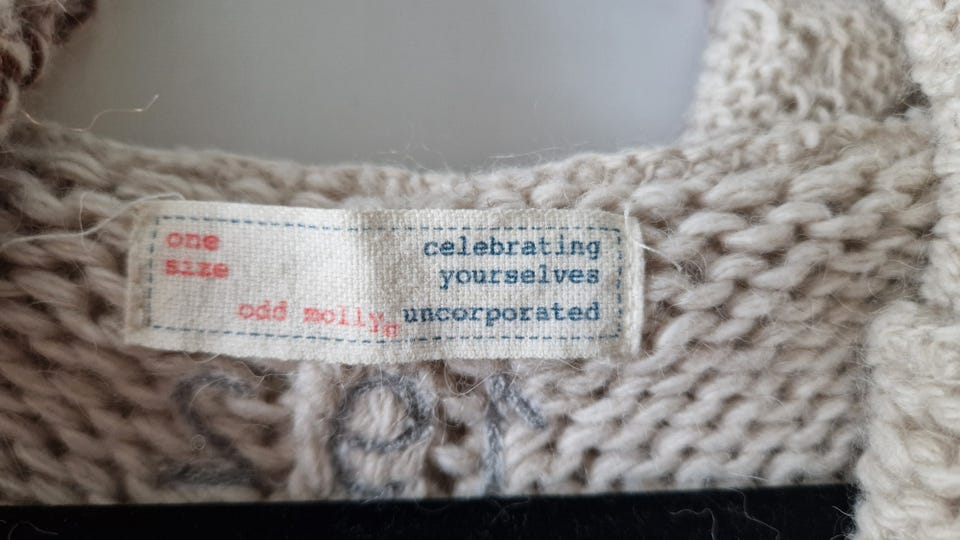 one
size
celebrating
yourselves
odd molly
uncorporated